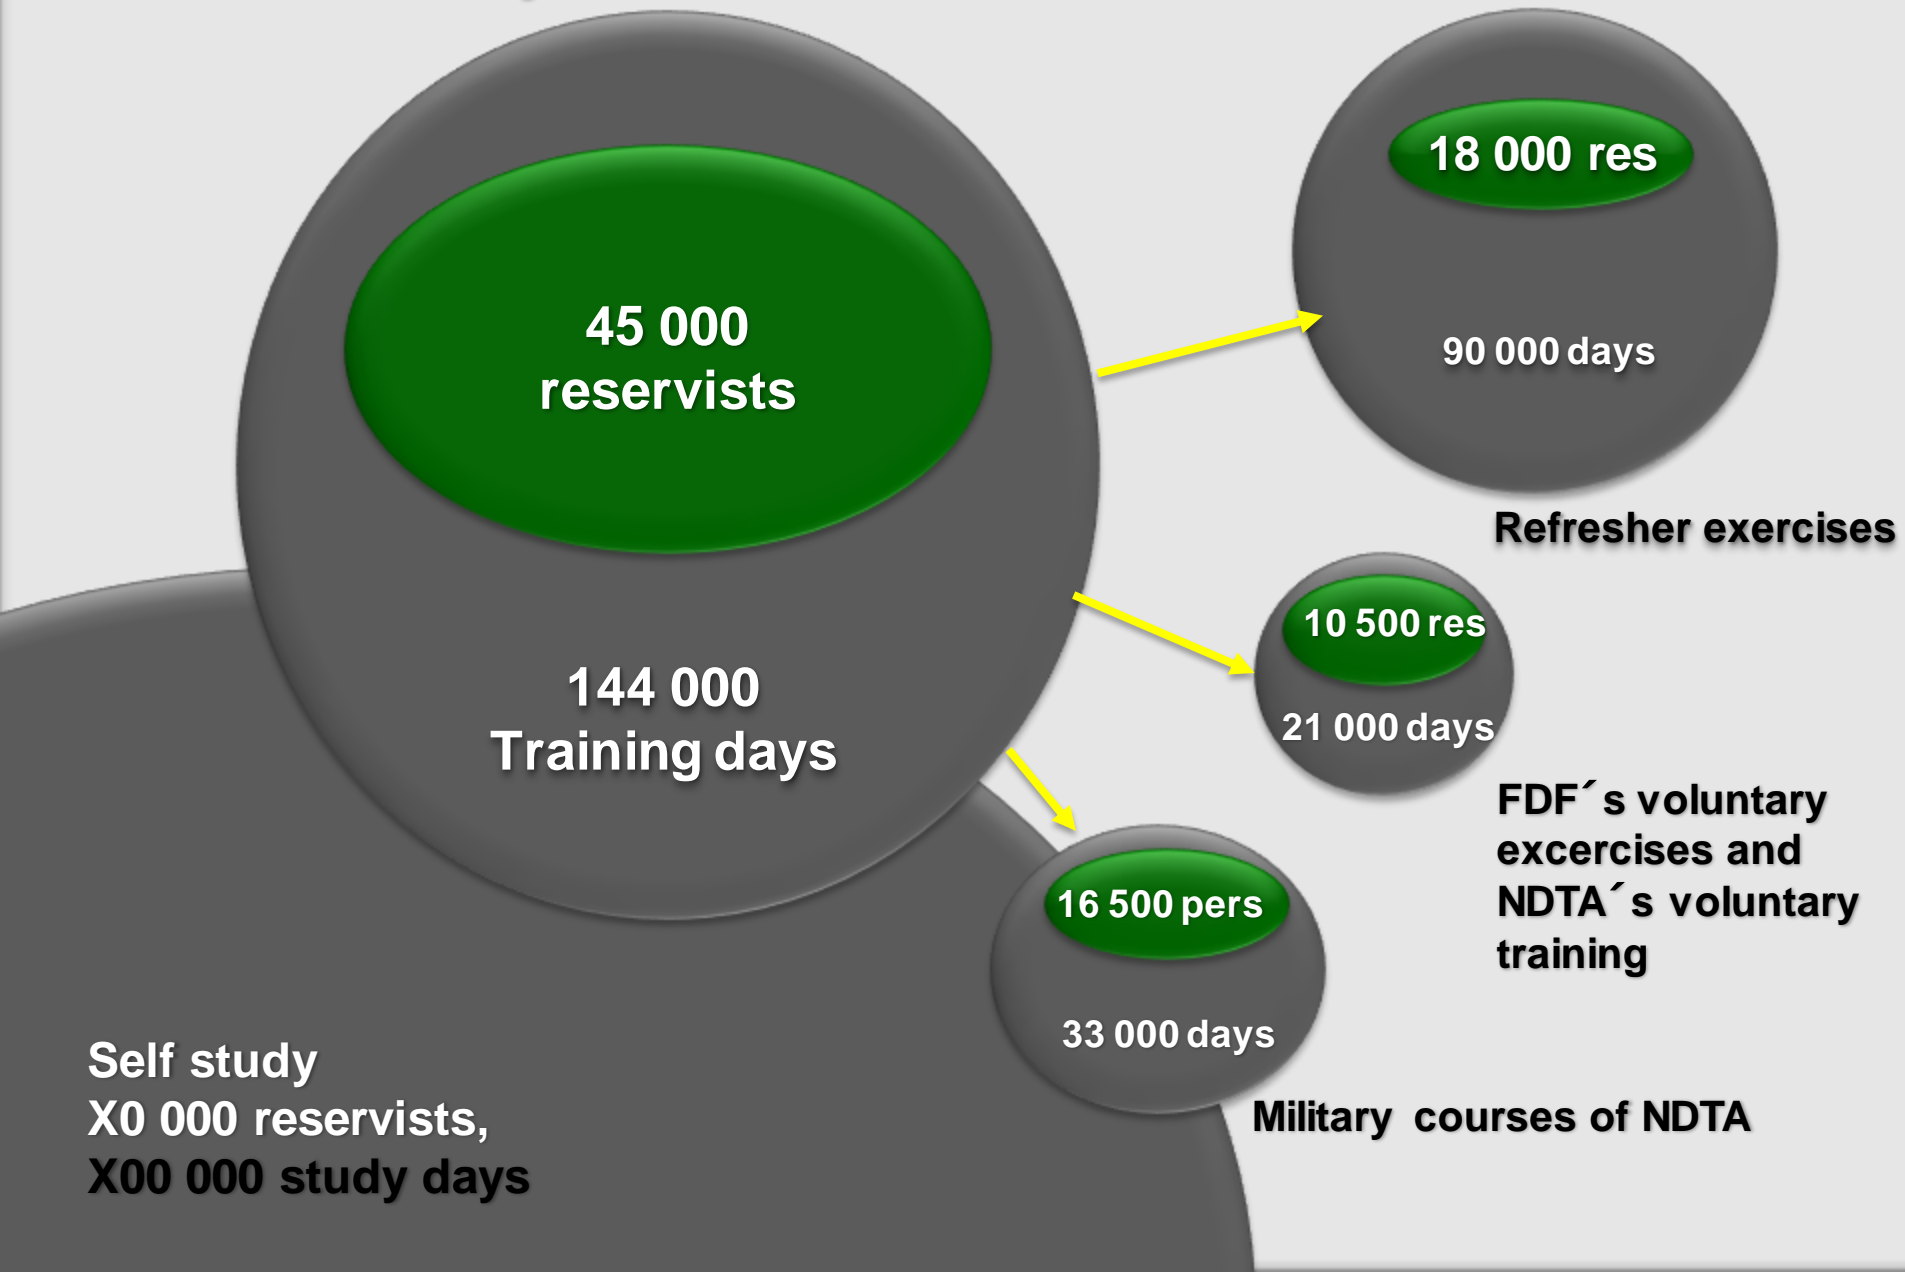 45 000
reservists
144 000
Training days
18 000 res
90 000 days
Refresher exercises
10 500 res
21 000 days
FDF´s voluntary
excercises and
NDTA´s voluntary
training
16 500 pers
33 000 days
Military courses of NDTA
Self study
X0 000 reservists,
X00 000 study days